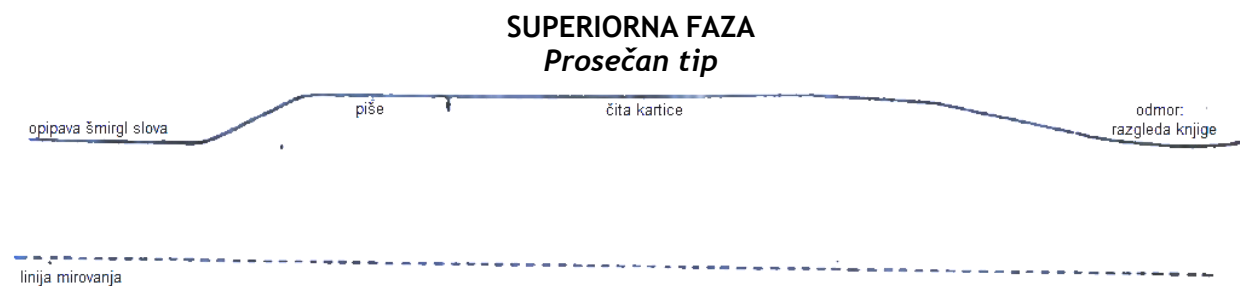 SUPERIORNA FAZA
Prosečan tip
opipava šmirgl slova
piše
čita kartice
odmor:
razgleda knjige
linija mirovanja